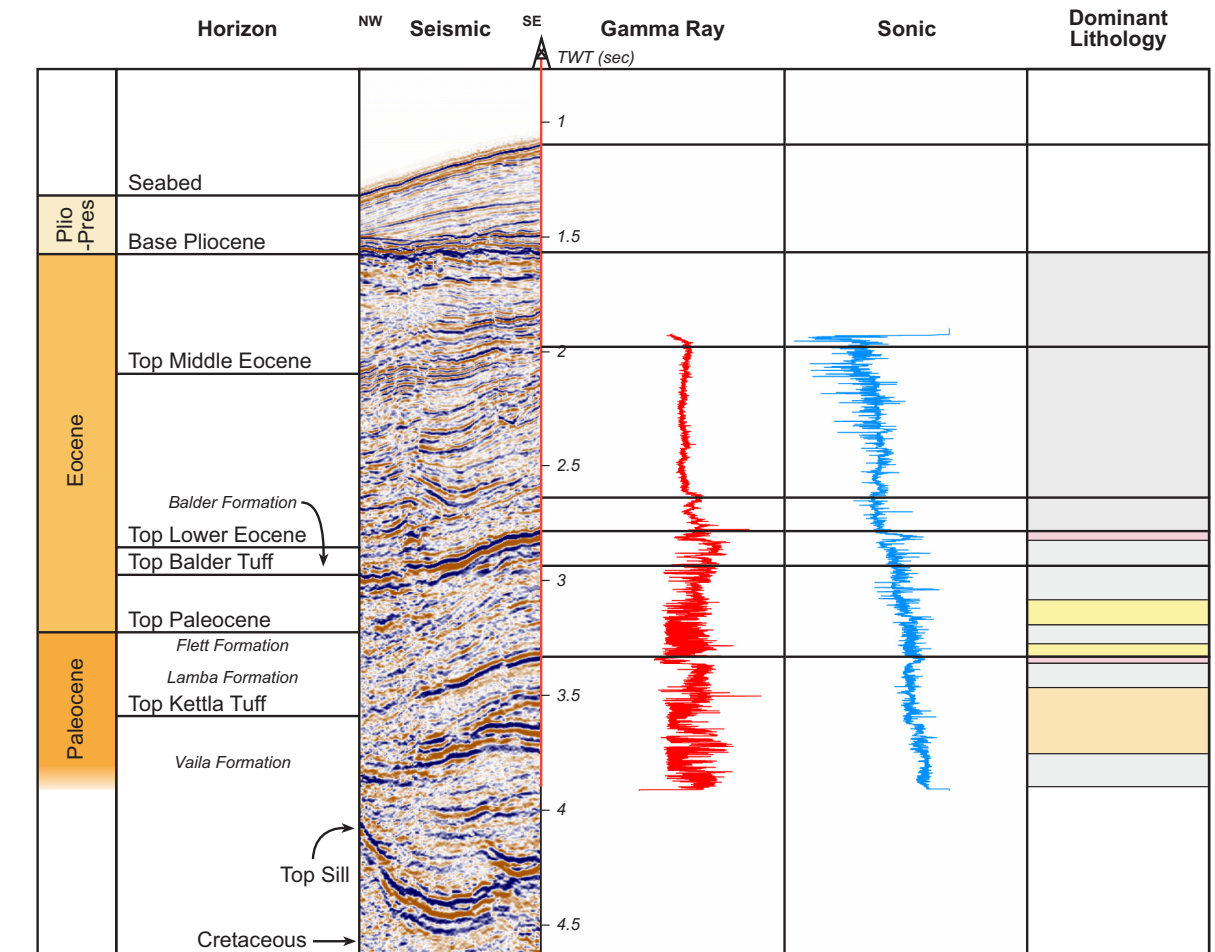 Horizon
NW
Seismic
SE
Gamma Ray
Sonic
Dominant
Lithology
TWT (sec)
1
Seabed
Plio
-Pres
Base Pliocene
1.5
Top Middle Eocene
2
Eocene
2.5
Balder Formation
Top Lower Eocene
Top Balder Tuff
3
Top Paleocene
Flett Formation
Lamba Formation
Top Kettla Tuff
3.5
Paleocene
Vaila Formation
4
Top Sill
4.5
Cretaceous